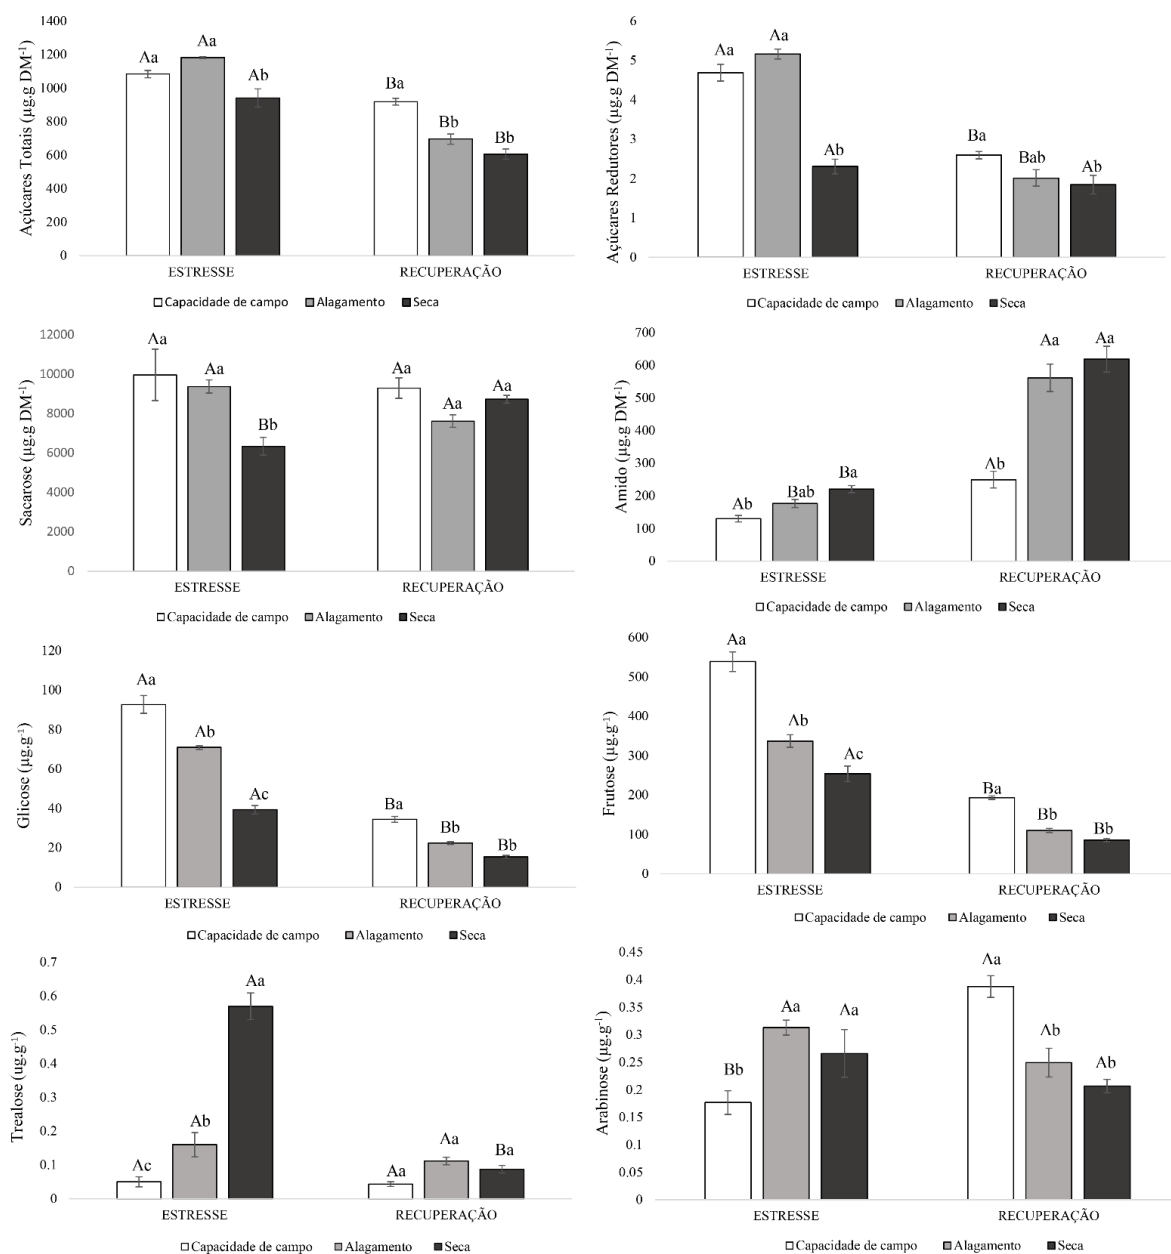 Açúcares Totais (µg.g DM⁻¹)
1400
1200
1000
800
600
400
200
0
Aa
Aa
Ab
Ba
Bb
Bb
ESTRESSE
RECUPERAÇÃO
Capacidade de campo
Alagamento
Seca
Açúcares Redutores (µg.g DM⁻¹)
6
5
4
3
2
1
0
Aa
Aa
Ab
Ba
Bab
Ab
ESTRESSE
RECUPERAÇÃO
Capacidade de campo
Alagamento
Seca
Sacarose (µg.g DM⁻¹)
12000
10000
8000
6000
4000
2000
0
Aa
Aa
Bb
Aa
Aa
Aa
ESTRESSE
RECUPERAÇÃO
Capacidade de campo
Alagamento
Seca
Amido (µg.g DM⁻¹)
700
600
500
400
300
200
100
0
Ab
Bab
Ba
Ab
Aa
Aa
ESTRESSE
RECUPERAÇÃO
Capacidade de campo
Alagamento
Seca
Glicose (µg.g⁻¹)
120
100
80
60
40
20
0
Aa
Ab
Ac
Ba
Bb
Bb
ESTRESSE
RECUPERAÇÃO
Capacidade de campo
Alagamento
Seca
Frutose (µg.g⁻¹)
600
500
400
300
200
100
0
Aa
Ab
Ac
Ba
Bb
Bb
ESTRESSE
RECUPERAÇÃO
Capacidade de campo
Alagamento
Seca
Trealose (ug.g⁻¹)
0.7
0.6
0.5
0.4
0.3
0.2
0.1
0
Ac
Ab
Aa
Aa
Aa
Ba
ESTRESSE
RECUPERAÇÃO
Capacidade de campo
Alagamento
Seca
Arabinose (µg.g⁻¹)
0.45
0.4
0.35
0.3
0.25
0.2
0.15
0.1
0.05
0
Bb
Aa
Aa
Aa
Ab
Ab
ESTRESSE
RECUPERAÇÃO
Capacidade de campo
Alagamento
Seca